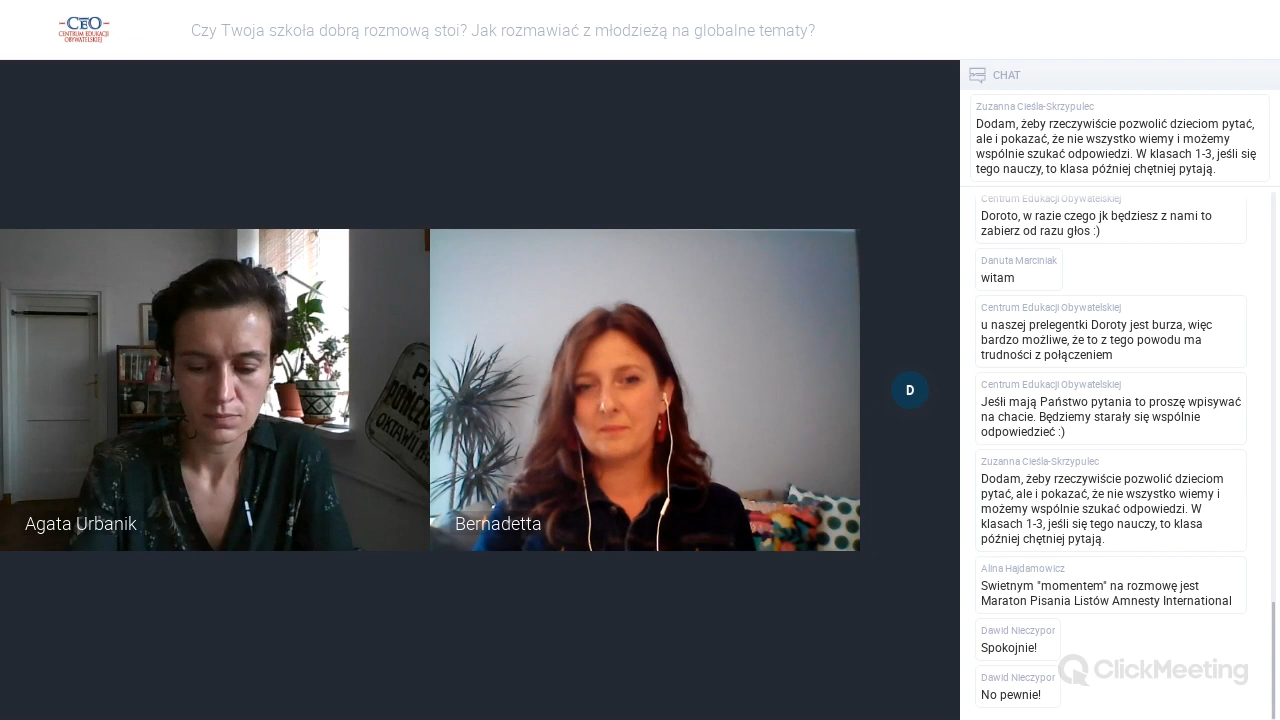 CEO
CENTRUM EDUKACJI
OBYWATELSKIEJ
Czy Twoja szkoła dobrą rozmową stoi? Jak rozmawiać z młodzieżą na globalne tematy?
CHAT
Zuzanna Cieśla-Skrzypulec
Dodam, żeby rzeczywiście pozwolić dzieciom pytać,
ale i pokazać, że nie wszystko wiemy i możemy
wspólnie szukać odpowiedzi. W klasach 1-3, jeśli się
tego nauczy, to klasa później chętniej pytają.
Centrum Edukacji Obywatelskiej
Doroto, w razie czego jk będziesz z nami to
zabierz od razu głos :)
Danuta Marciniak
witam
Centrum Edukacji Obywatelskiej
u naszej prelegentki Doroty jest burza, więc
bardzo możliwe, że to z tego powodu ma
trudności z połączeniem
Centrum Edukacji Obywatelskiej
Jeśli mają Państwo pytania to proszę wpisywać
na chacie. Będziemy starały się wspólnie
odpowiedzieć :)
Zuzanna Cieśla-Skrzypulec
Dodam, żeby rzeczywiście pozwolić dzieciom
pytać, ale i pokazać, że nie wszystko wiemy i
możemy wspólnie szukać odpowiedzi. W
klasach 1-3, jeśli się tego nauczy, to klasa
później chętniej pytają.
Alina Hajdamowicz
Swietnym "momentem" na rozmowę jest
Maraton Pisania Listów Amnesty International
Dawid Nieczypor
Spokojnie!
Dawid Nieczypor
No pewnie!
ClickMeeting
Agata Urbanik
Bernadetta
D